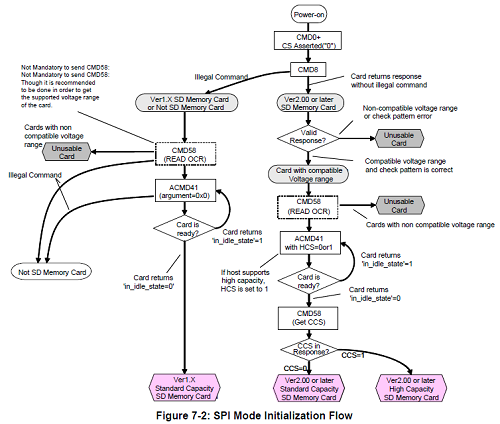 Power-on
CMD0+
CS Asserted("0")
CMD8
Illegal Command
Card returns response
without illegal command
Not Mandatory to send CMD58:
Not Mandatory to send CMD58:
Though it is recommended
to be done in order to get
the supported voltage range
of the card.
Ver1.X SD Memory Card
or Not SD Memory Card
Ver2.00 or later
SD Memory Card
Non-compatible voltage range
or check pattern error
Valid
Response?
Unusable
Card
Cards with non
compatible voltage
range
Unusable
Card
CMD58
(READ OCR)
Compatible voltage range
and check pattern is correct
Card with compatible
Voltage range
Illegal Command
ACMD41
(argument=0x0)
CMD58
(READ OCR)
Unusable
Card
Cards with non compatible voltage range
Card is
ready?
Card returns
'in_idle_state'=1
ACMD41
with HCS=0or1
Card returns
'in_idle_state'=1
If host supports
high capacity,
HCS is set to 1
Not SD Memory Card
Card returns
'in_idle_state=0'
Card is
ready?
Card returns
'in_idle_state'=0
CMD58
(Get CCS)
CCS in
Response?
CCS=0
CCS=1
Ver1.X
Standard Capacity
SD Memory Card
Ver2.00 or later
Standard Capacity
SD Memory Card
Ver2.00 or later
High Capacity
SD Memory Card
Figure 7-2: SPI Mode Initialization Flow